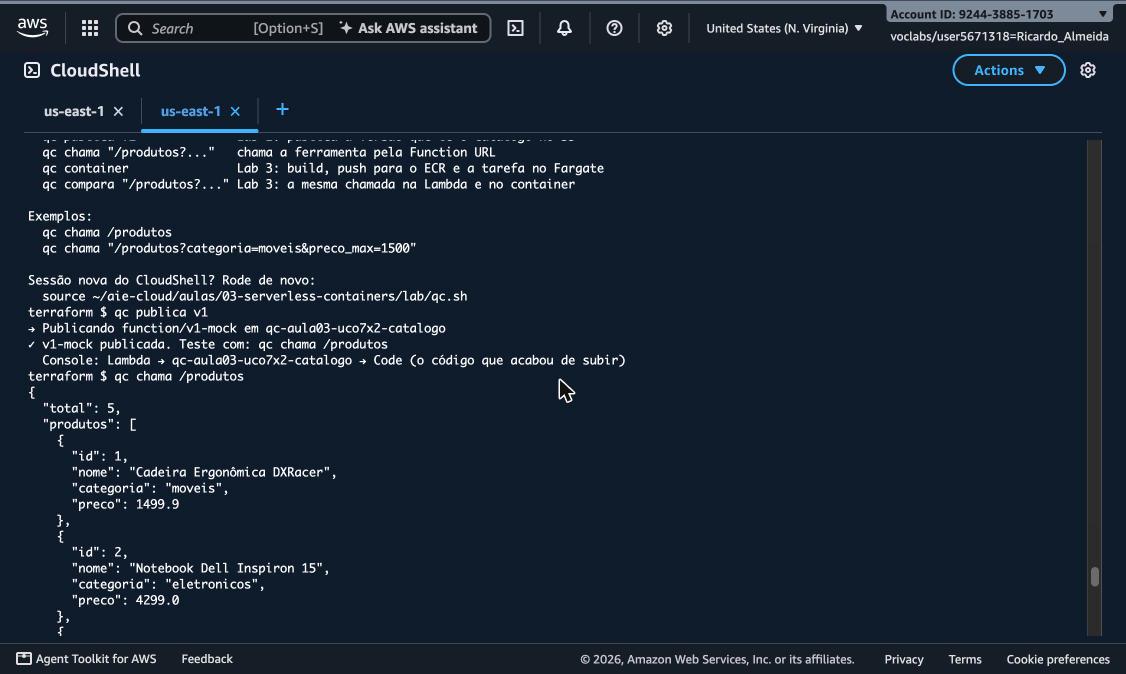 aws
Search
[Option+S]
Ask AWS assistant
United States (N. Virginia)
Account ID: 9244-3885-1703
voclabs/user5671318=Ricardo_Almeida
CloudShell
Actions
us-east-1
us-east-1
qc chama "/produtos?..." chama a ferramenta pela Function URL
qc container Lab 3: build, push para o ECR e a tarefa no Fargate
qc compara "/produtos?..." Lab 3: a mesma chamada na Lambda e no container
Exemplos:
qc chama /produtos
qc chama "/produtos?categoria=moveis&preco_max=1500"
Sessão nova do CloudShell? Rode de novo:
source ~/aie-cloud/aulas/03-serverless-containers/lab/qc.sh
terraform $ qc publica v1
→ Publicando function/v1-mock em qc-aula03-uco7x2-catalogo
✓ v1-mock publicada. Teste com: qc chama /produtos
Console: Lambda → qc-aula03-uco7x2-catalogo → Code (o código que acabou de subir)
terraform $ qc chama /produtos
{
"total": 5,
"produtos": [
{
"id": 1,
"nome": "Cadeira Ergonômica DXRacer",
"categoria": "moveis",
"preco": 1499.9
},
{
"id": 2,
"nome": "Notebook Dell Inspiron 15",
"categoria": "eletronicos",
"preco": 4299.0
},
{
Agent Toolkit for AWS
Feedback
© 2026, Amazon Web Services, Inc. or its affiliates.
Privacy
Terms
Cookie preferences